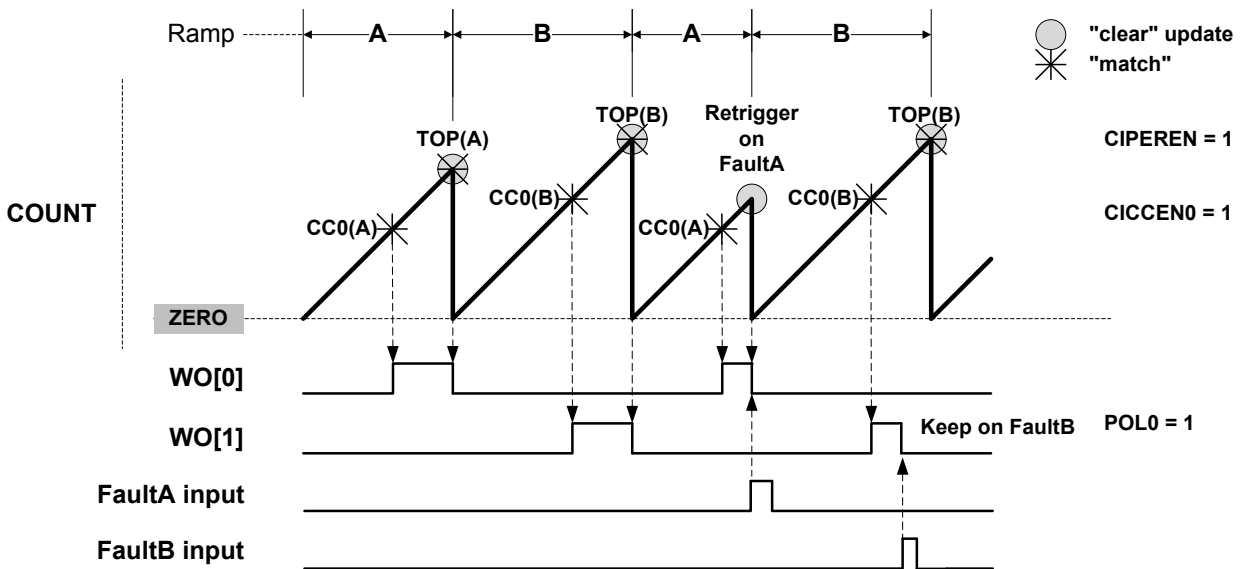 Ramp
A
B
A
B
"clear" update
"match"
TOP(A)
TOP(B)
Retrigger
on
FaultA
TOP(B)
CIPEREN = 1
COUNT
CC0(A)
CC0(B)
CC0(A)
CC0(B)
CICCEN0 = 1
ZERO
WO[0]
WO[1]
Keep on FaultB
POL0 = 1
FaultA input
FaultB input